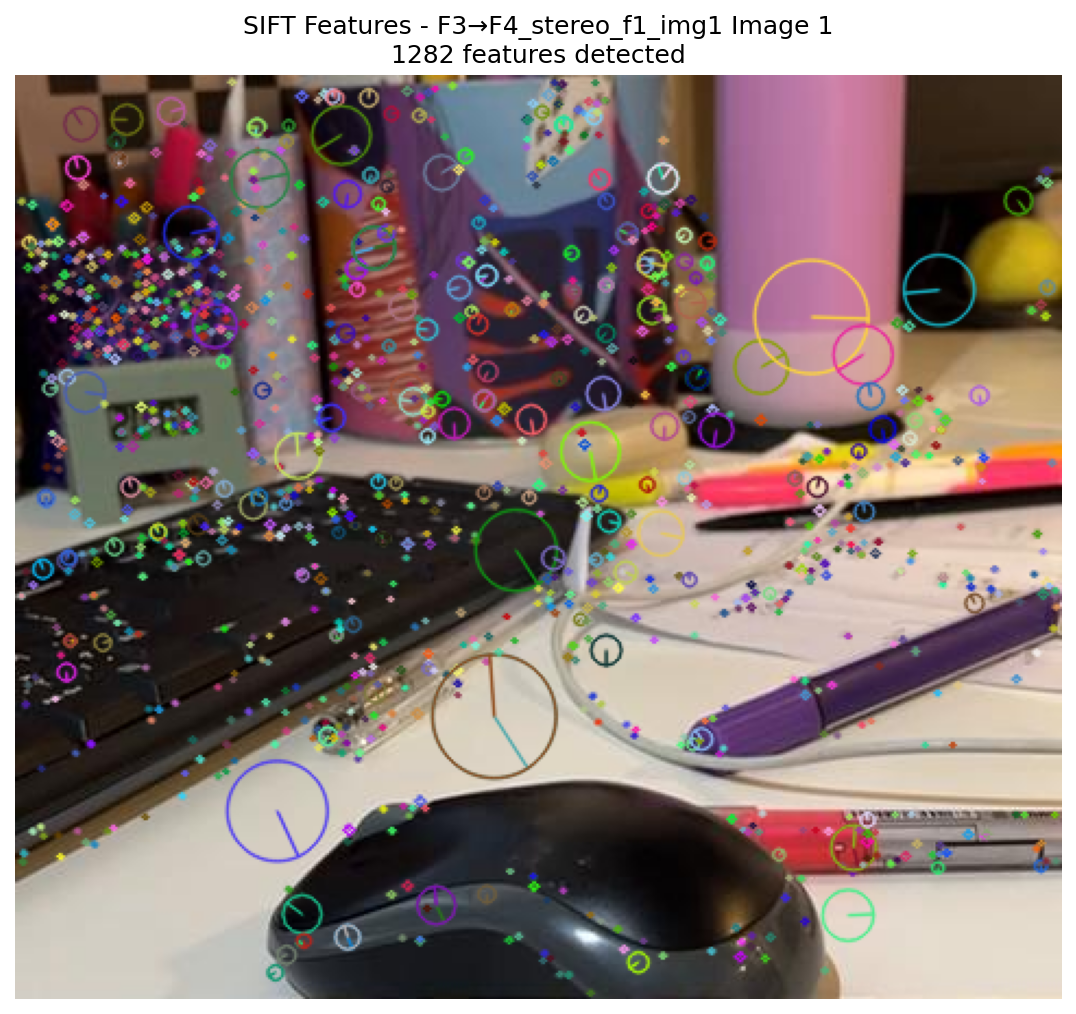 SIFT Features - F3→F4_stereo_f1_img1 Image 1
1282 features detected